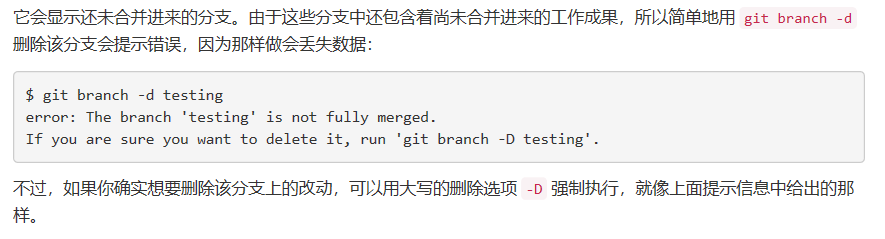 它会显示还未合并进来的分支。由于这些分支中还包含着尚未合并进来的工作成果，所以简单地用 git branch -d
删除该分支会提示错误，因为那样做会丢失数据：
$ git branch -d testing
error: The branch 'testing' is not fully merged.
If you are sure you want to delete it, run 'git branch -D testing'.
不过，如果你确实想要删除该分支上的改动，可以用大写的删除选项 -D 强制执行，就像上面提示信息中给出的那
样。